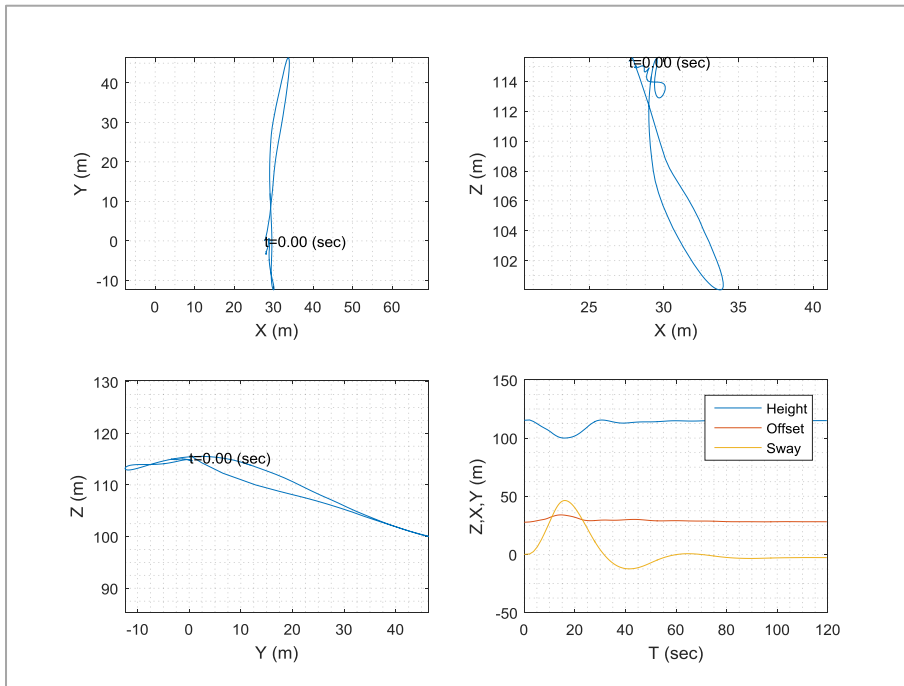 40
30
20
10
0
-10
Y (m)
t=0.00 (sec)
0 10 20 30 40 50 60
X (m)
114
112
110
108
106
104
102
Z (m)
t=0.00 (sec)
25 30 35 40
X (m)
130
120
110
100
90
Z (m)
t=0.00 (sec)
-10 0 10 20 30 40
Y (m)
150
100
50
0
-50
Z,X,Y (m)
Height
Offset
Sway
0 20 40 60 80 100 120
T (sec)